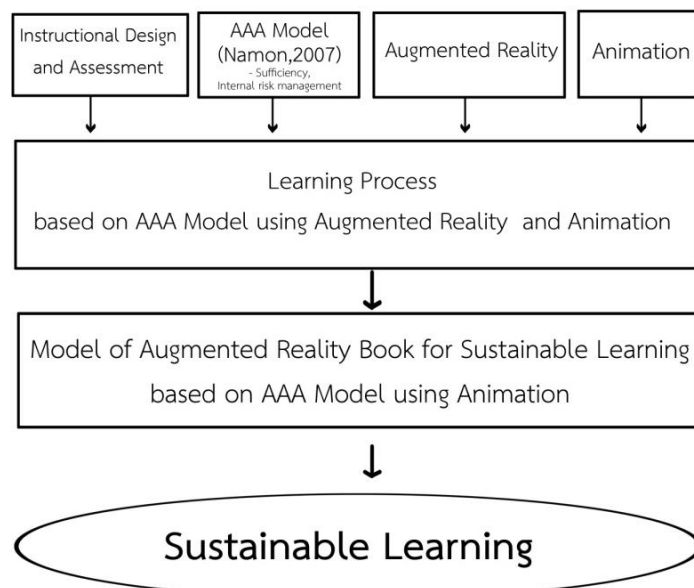 Instructional Design
and Assessment
AAA Model
(Namon,2007)
- Sufficiency,
Internal risk management
Augmented Reality
Animation
Learning Process
based on AAA Model using Augmented Reality and Animation
Model of Augmented Reality Book for Sustainable Learning
based on AAA Model using Animation
Sustainable Learning